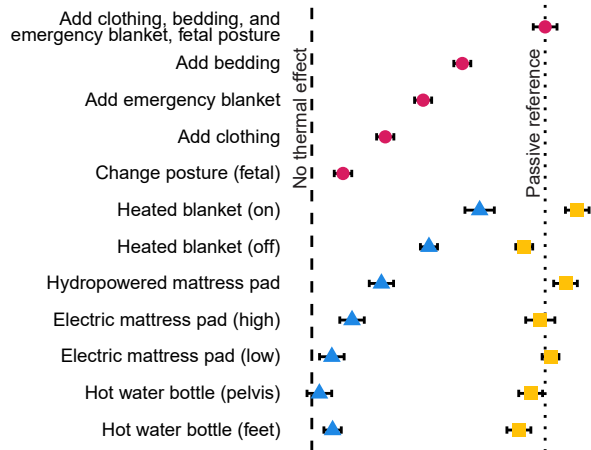 Add clothing, bedding, and
emergency blanket, fetal posture
Add bedding
Add emergency blanket
Add clothing
Change posture (fetal)
Heated blanket (on)
Heated blanket (off)
Hydropowered mattress pad
Electric mattress pad (high)
Electric mattress pad (low)
Hot water bottle (pelvis)
Hot water bottle (feet)
No thermal effect
Passive reference